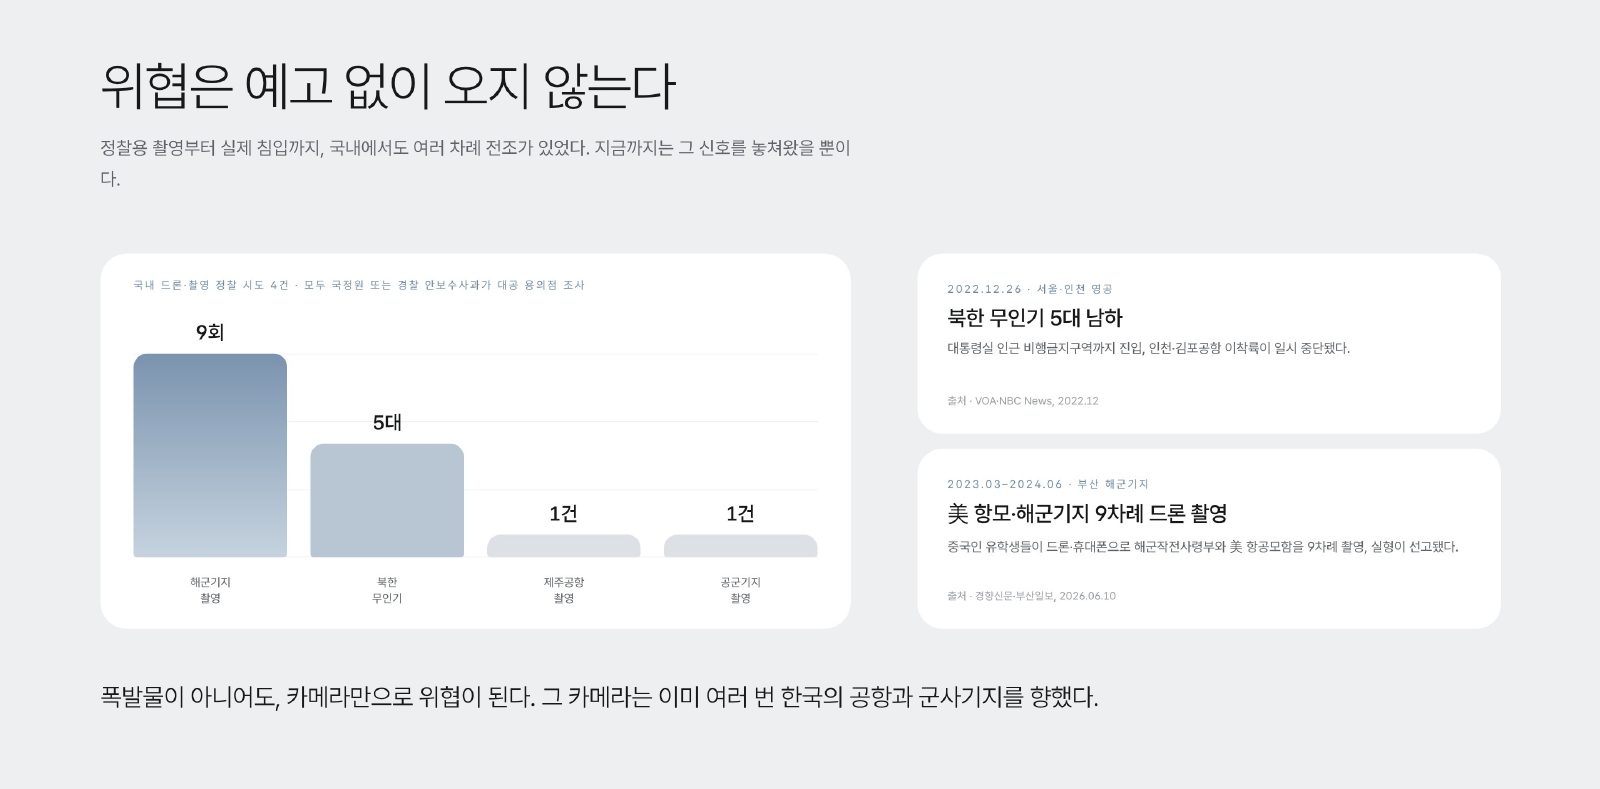 위협은 예고 없이 오지 않는다
정찰용 촬영부터 실제 침입까지, 국내에서도 여러 차례 전조가 있었다. 지금까지는 그 신호를 놓쳐왔을 뿐이
다.
국내 드론·촬영 정찰 시도 4건 · 모두 국정원 또는 경찰 안보수사과가 대공 용의점 조사
9회
5대
1건
1건
해군기지
촬영
북한
무인기
제주공항
촬영
공군기지
촬영
2022.12.26 · 서울·인천 영공
북한 무인기 5대 남하
대통령실 인근 비행금지구역까지 진입, 인천·김포공항 이착륙이 일시 중단됐다.
출처 · VOA·NBC News, 2022.12
2023.03–2024.06 · 부산 해군기지
美 항모·해군기지 9차례 드론 촬영
중국인 유학생들이 드론·휴대폰으로 해군작전사령부와 美 항공모함을 9차례 촬영, 실형이 선고됐다.
출처 · 경향신문·부산일보, 2026.06.10
폭발물이 아니어도, 카메라만으로 위협이 된다. 그 카메라는 이미 여러 번 한국의 공항과 군사기지를 향했다.